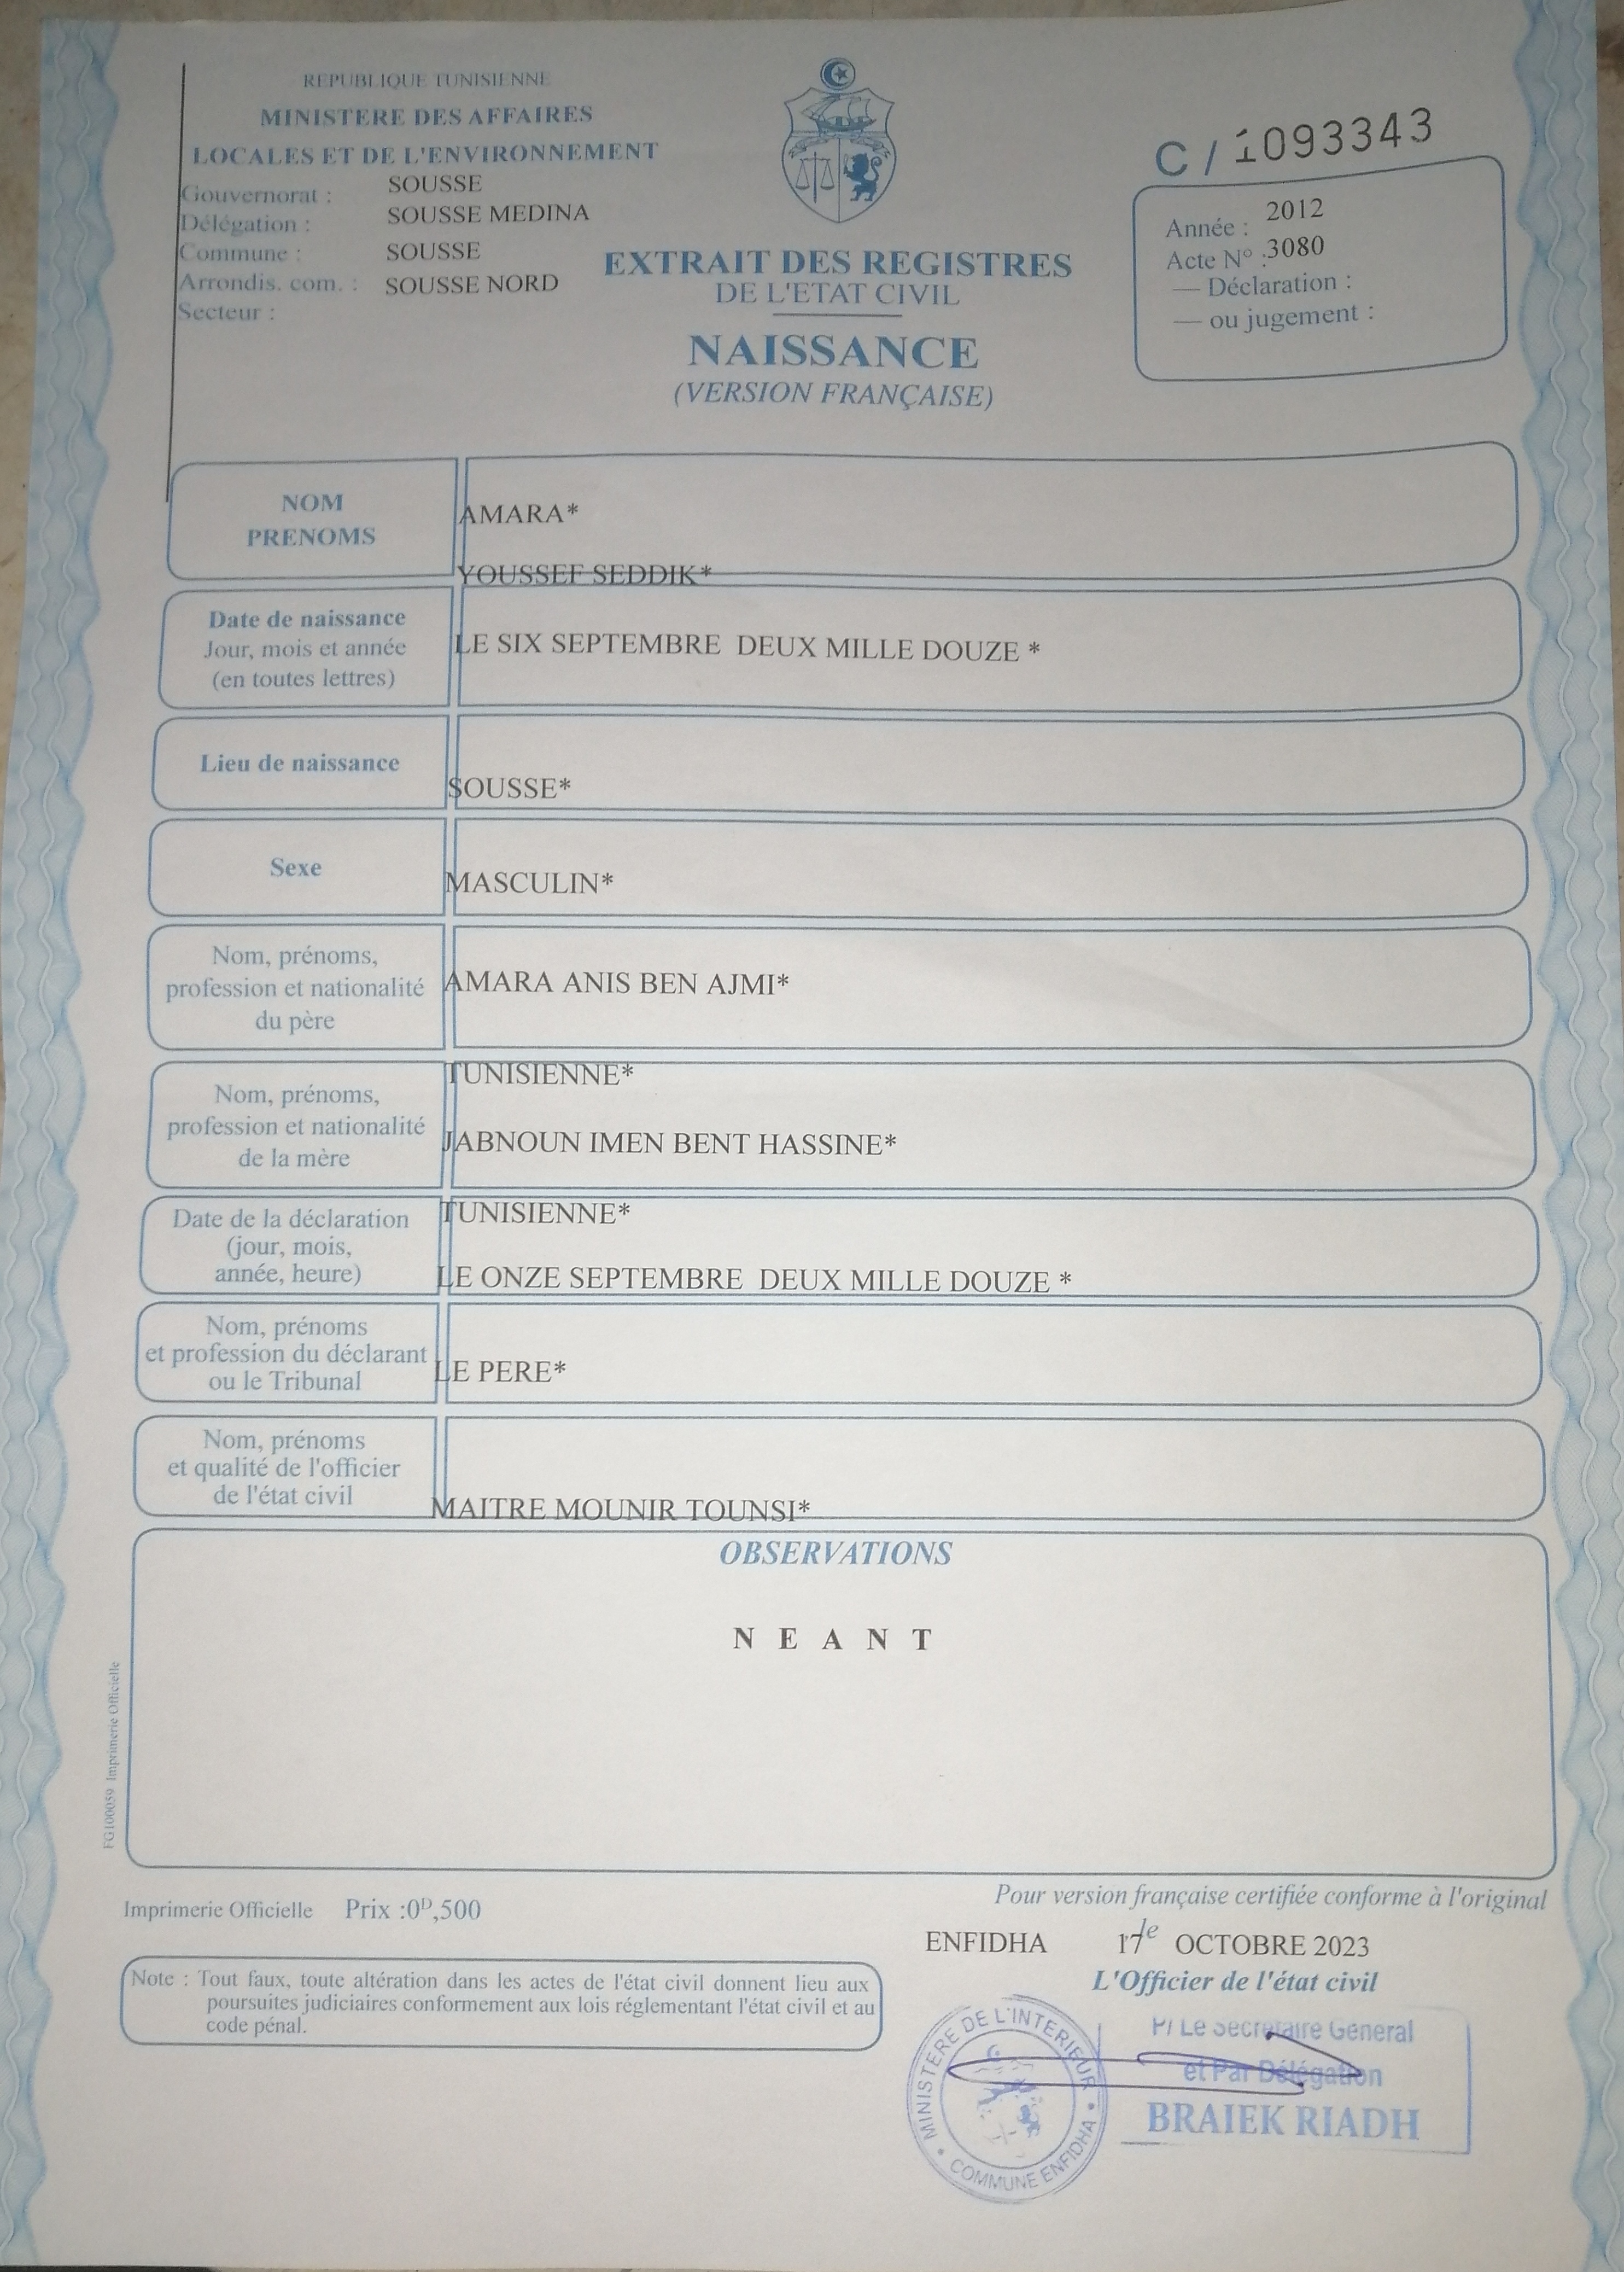 REPUBLIQUE TUNISIENNE
MINISTERE DES AFFAIRES
LOCALES ET DE L'ENVIRONNEMENT
Gouvernorat : SOUSSE
Délégation : SOUSSE MEDINA
Commune : SOUSSE
Arrondis. com. : SOUSSE NORD
Secteur :
EXTRAIT DES REGISTRES
DE L'ETAT CIVIL
NAISSANCE
(VERSION FRANÇAISE)
C / 1093343
Année : 2012
Acte N° : 3080
— Déclaration :
— ou jugement :
NOM
PRENOMS
AMARA*
YOUSSEF SEDDIK*
Date de naissance
Jour, mois et année
(en toutes lettres)
LE SIX SEPTEMBRE DEUX MILLE DOUZE *
Lieu de naissance
SOUSSE*
Sexe
MASCULIN*
Nom, prénoms,
profession et nationalité
du père
AMARA ANIS BEN AJMI*
TUNISIENNE*
Nom, prénoms,
profession et nationalité
de la mère
JABNOUN IMEN BENT HASSINE*
TUNISIENNE*
Date de la déclaration
(jour, mois,
année, heure)
LE ONZE SEPTEMBRE DEUX MILLE DOUZE *
Nom, prénoms
et profession du déclarant
ou le Tribunal
LE PERE*
Nom, prénoms
et qualité de l'officier
de l'état civil
MAITRE MOUNIR TOUNSI*
OBSERVATIONS
N E A N T
FG100059 Imprimerie Officielle
Imprimerie Officielle Prix :0ᴰ,500
Pour version française certifiée conforme à l'original
ENFIDHA le 17 OCTOBRE 2023
L'Officier de l'état civil
Note : Tout faux, toute altération dans les actes de l'état civil donnent lieu aux
poursuites judiciaires conformement aux lois réglementant l'état civil et au
code pénal.
MINISTERE DE L'INTERIEUR
COMMUNE ENFIDHA
P/ Le Secretaire General
et Par Délégation
BRAIEK RIADH